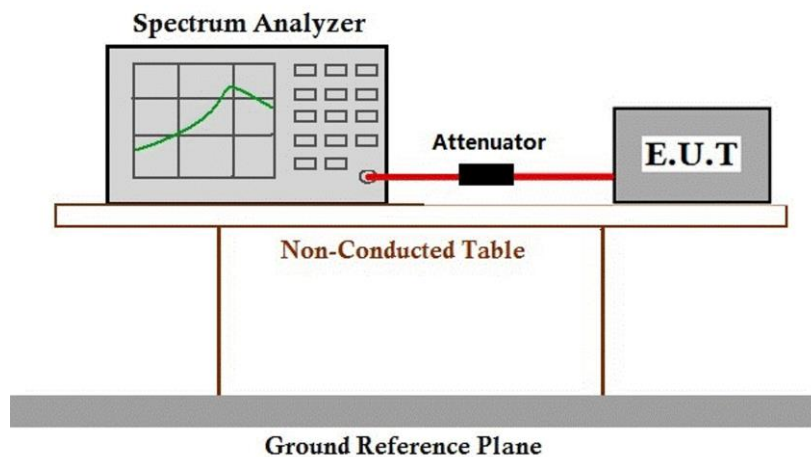 Spectrum Analyzer
Attenuator
E.U.T
Non-Conducted Table
Ground Reference Plane